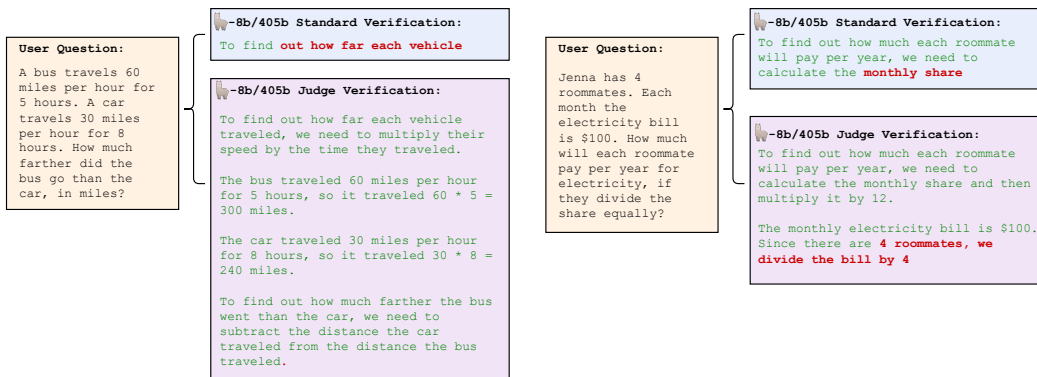 User Question:
A bus travels 60
miles per hour for
5 hours. A car
travels 30 miles
per hour for 8
hours. How much
farther did the
bus go than the
car, in miles?
-8b/405b Standard Verification:
To find out how far each vehicle
-8b/405b Judge Verification:
To find out how far each vehicle
traveled, we need to multiply their
speed by the time they traveled.
The bus traveled 60 miles per hour
for 5 hours, so it traveled 60 * 5 =
300 miles.
The car traveled 30 miles per hour
for 8 hours, so it traveled 30 * 8 =
240 miles.
To find out how much farther the bus
went than the car, we need to
subtract the distance the car
traveled from the distance the bus
traveled.
User Question:
Jenna has 4
roommates. Each
month the
electricity bill
is $100. How much
will each roommate
pay per year for
electricity, if
they divide the
share equally?
-8b/405b Standard Verification:
To find out how much each roommate
will pay per year, we need to
calculate the monthly share
-8b/405b Judge Verification:
To find out how much each roommate
will pay per year, we need to
calculate the monthly share and then
multiply it by 12.
The monthly electricity bill is $100.
Since there are 4 roommates, we
divide the bill by 4